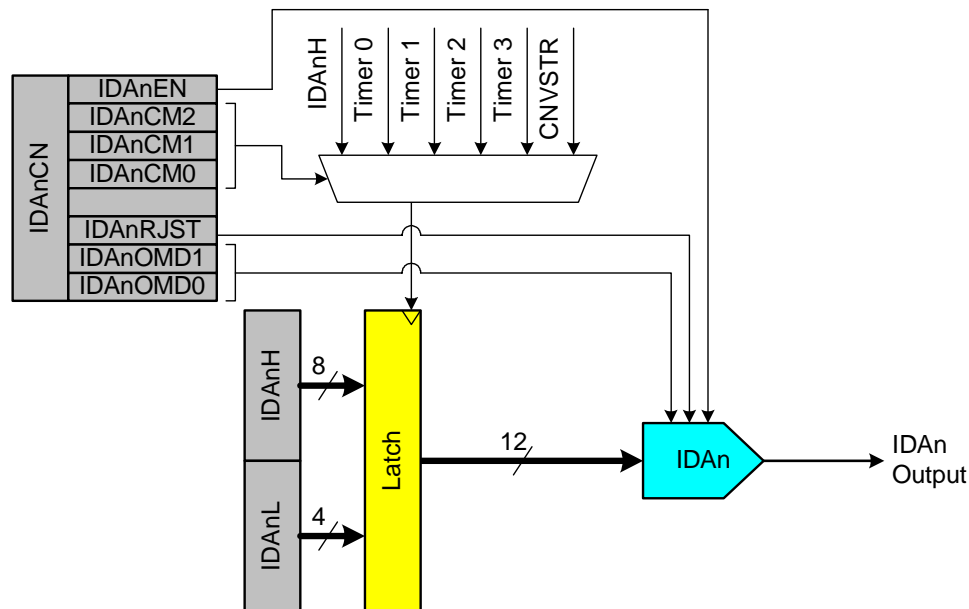 IDAnCN
IDAnEN
IDAnCM2
IDAnCM1
IDAnCM0
IDAnRJST
IDAnOMD1
IDAnOMD0
IDAnH
Timer 0
Timer 1
Timer 2
Timer 3
CNVSTR
IDAnH
8
IDAnL
4
Latch
12
IDAn
IDAn
Output